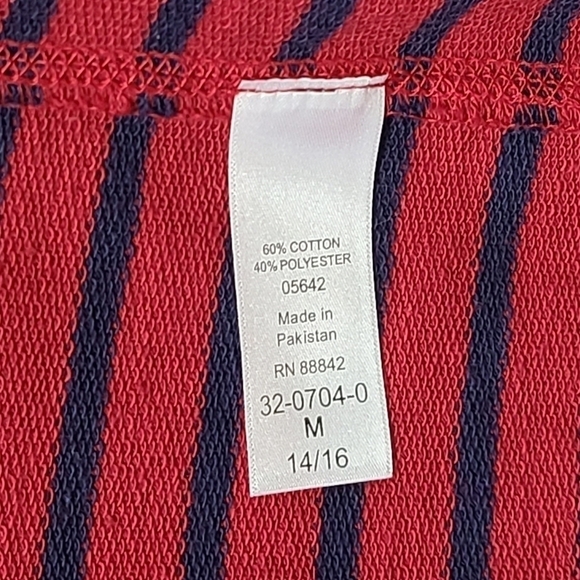 60% COTTON
40% POLYESTER
05642
Made in
Pakistan
RN 88842
32-0704-0
M
14/16